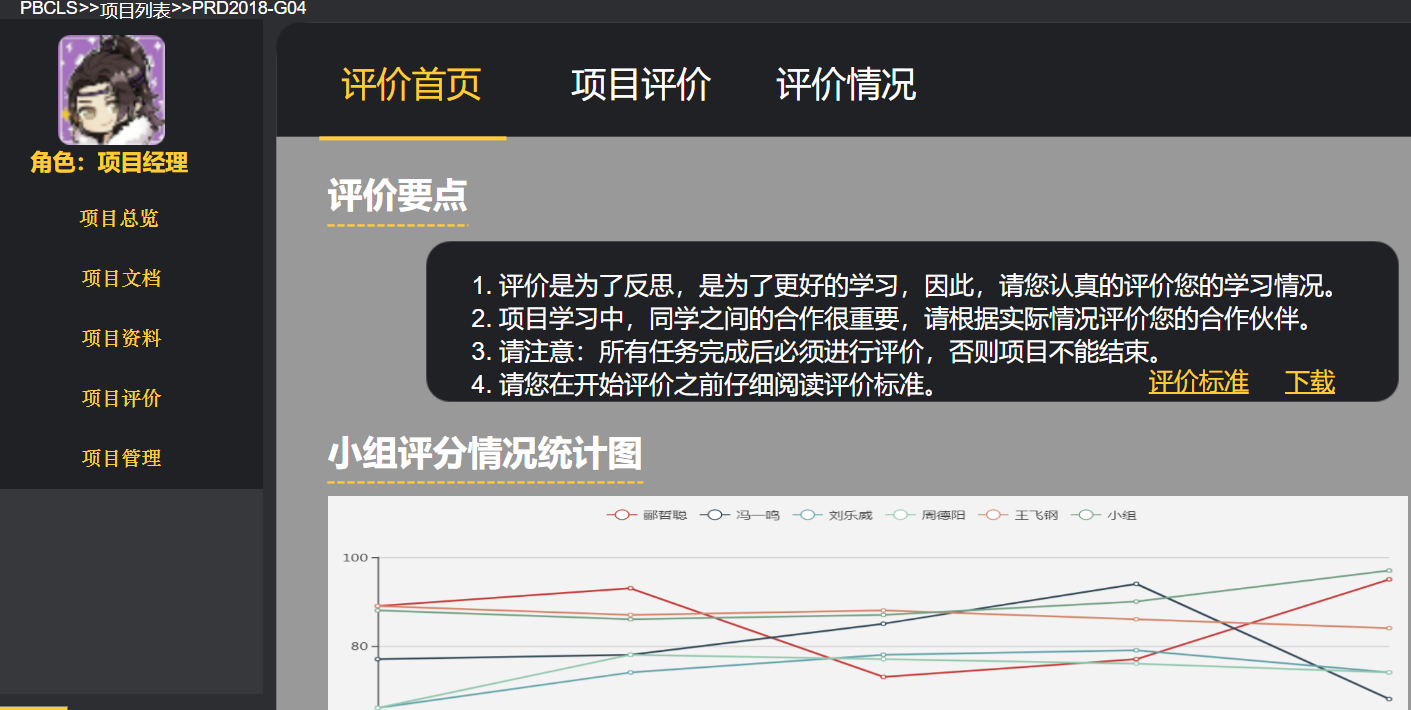 PBCLS>>项目列表>>PRD2018-G04
角色：项目经理
项目总览
项目文档
项目资料
项目评价
项目管理
评价首页 项目评价 评价情况
评价要点
1. 评价是为了反思，是为了更好的学习，因此，请您认真的评价您的学习情况。
2. 项目学习中，同学之间的合作很重要，请根据实际情况评价您的合作伙伴。
3. 请注意：所有任务完成后必须进行评价，否则项目不能结束。
4. 请您在开始评价之前仔细阅读评价标准。
评价标准 下载
小组评分情况统计图
郦哲聪 冯一鸣 刘乐威 周德阳 王飞钢 小组
100
80